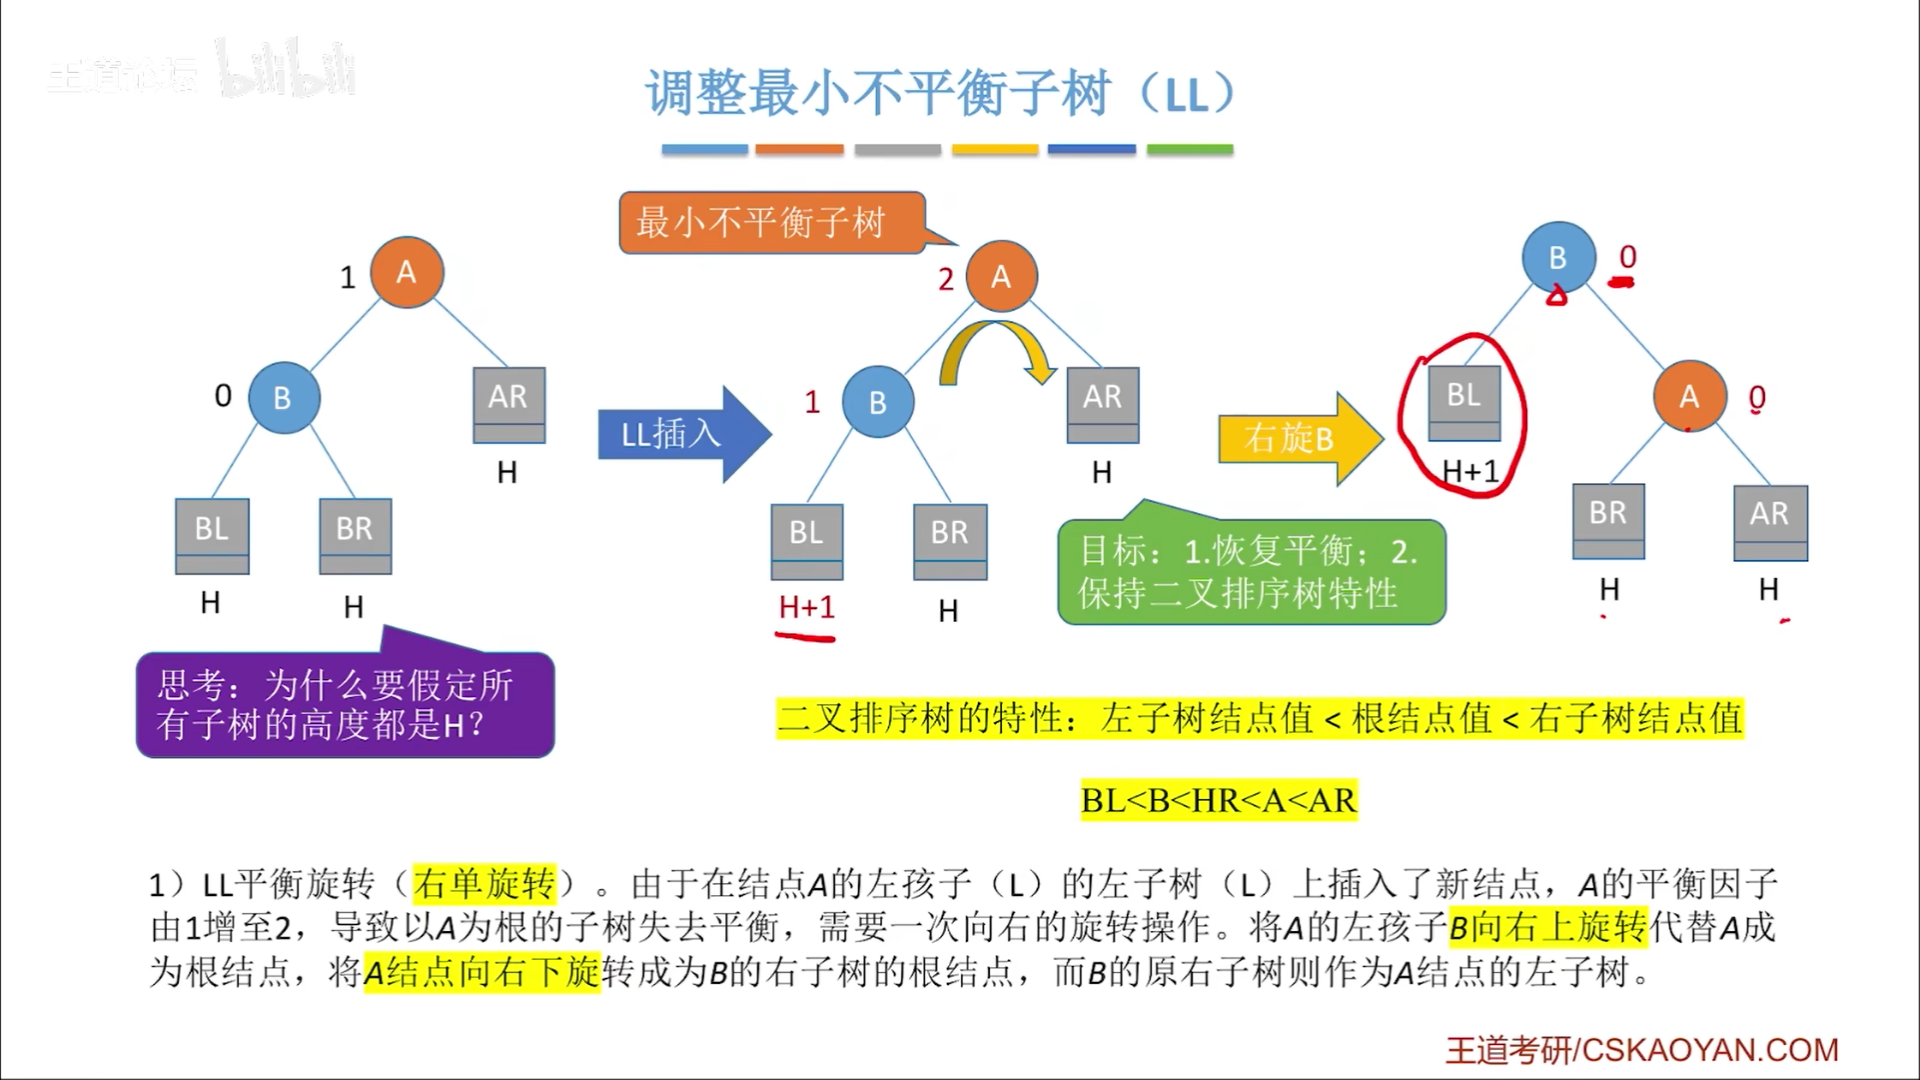 王道论坛 bilibili
调整最小不平衡子树（LL）
最小不平衡子树
1 A
0 B
AR
H
BL
H
BR
H
思考：为什么要假定所
有子树的高度都是H？
LL插入
2 A
1 B
AR
H
BL
H+1
BR
H
目标：1.恢复平衡；2.
保持二叉排序树特性
右旋B
B 0
BL
H+1
A 0
BR
H
AR
H
二叉排序树的特性：左子树结点值 < 根结点值 < 右子树结点值
BL<B<HR<A<AR
1）LL平衡旋转（右单旋转）。由于在结点A的左孩子（L）的左子树（L）上插入了新结点，A的平衡因子
由1增至2，导致以A为根的子树失去平衡，需要一次向右的旋转操作。将A的左孩子B向右上旋转代替A成
为根结点，将A结点向右下旋转成为B的右子树的根结点，而B的原右子树则作为A结点的左子树。
王道考研/CSKAOYAN.COM